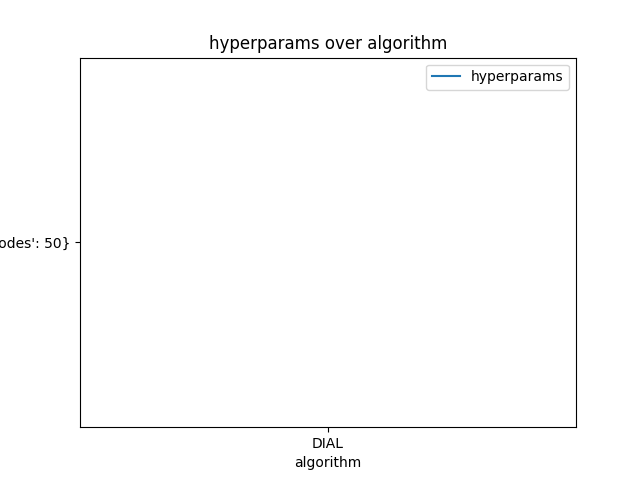 hyperparams over algorithm
hyperparams
odes': 50}
DIAL
algorithm